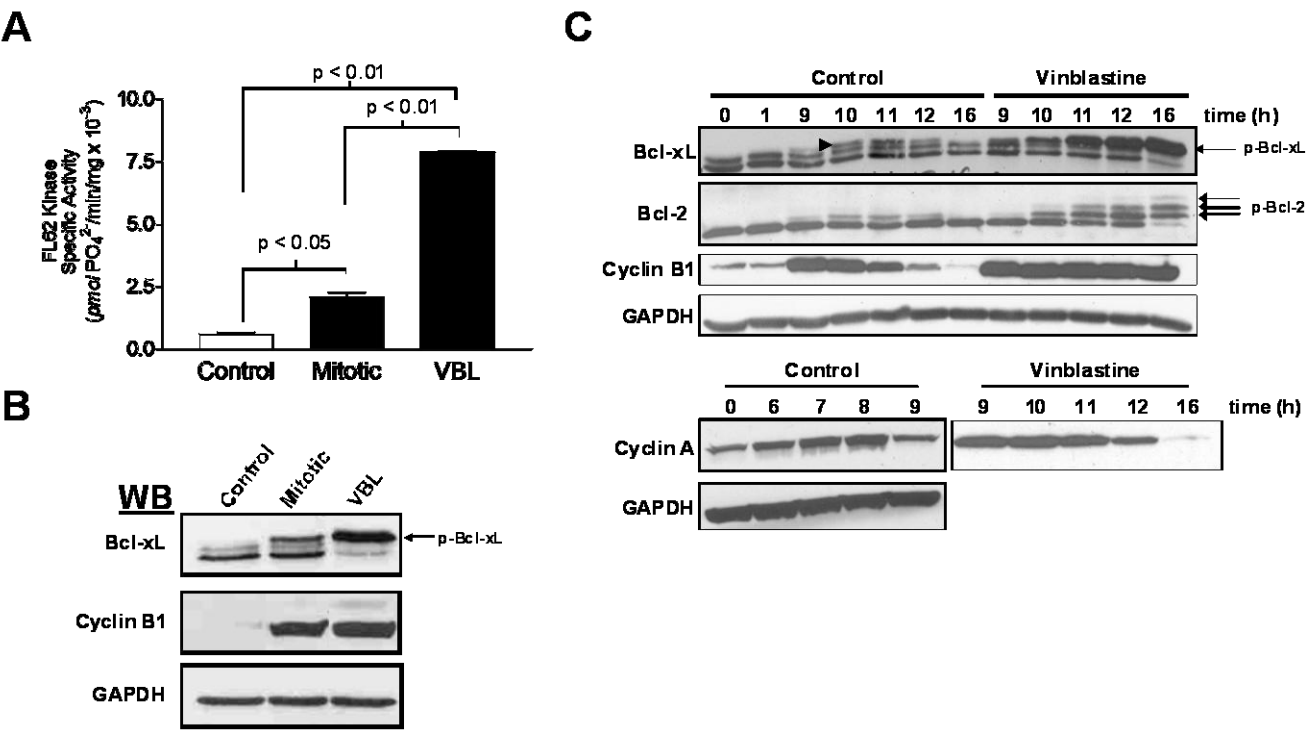 A
p < 0.01
p < 0.01
p < 0.05
10.0
7.5
5.0
2.5
0.0
FL62 Kinase
Specific Activity
(pmol PO₄²⁻/min/mg x 10⁻³)
Control Mitotic VBL
B
WB Control Mitotic VBL
Bcl-xL p-Bcl-xL
Cyclin B1
GAPDH
C
Control Vinblastine
0 1 9 10 11 12 16 9 10 11 12 16 time (h)
Bcl-xL p-Bcl-xL
Bcl-2 p-Bcl-2
Cyclin B1
GAPDH
Control Vinblastine
0 6 7 8 9 9 10 11 12 16 time (h)
Cyclin A
GAPDH